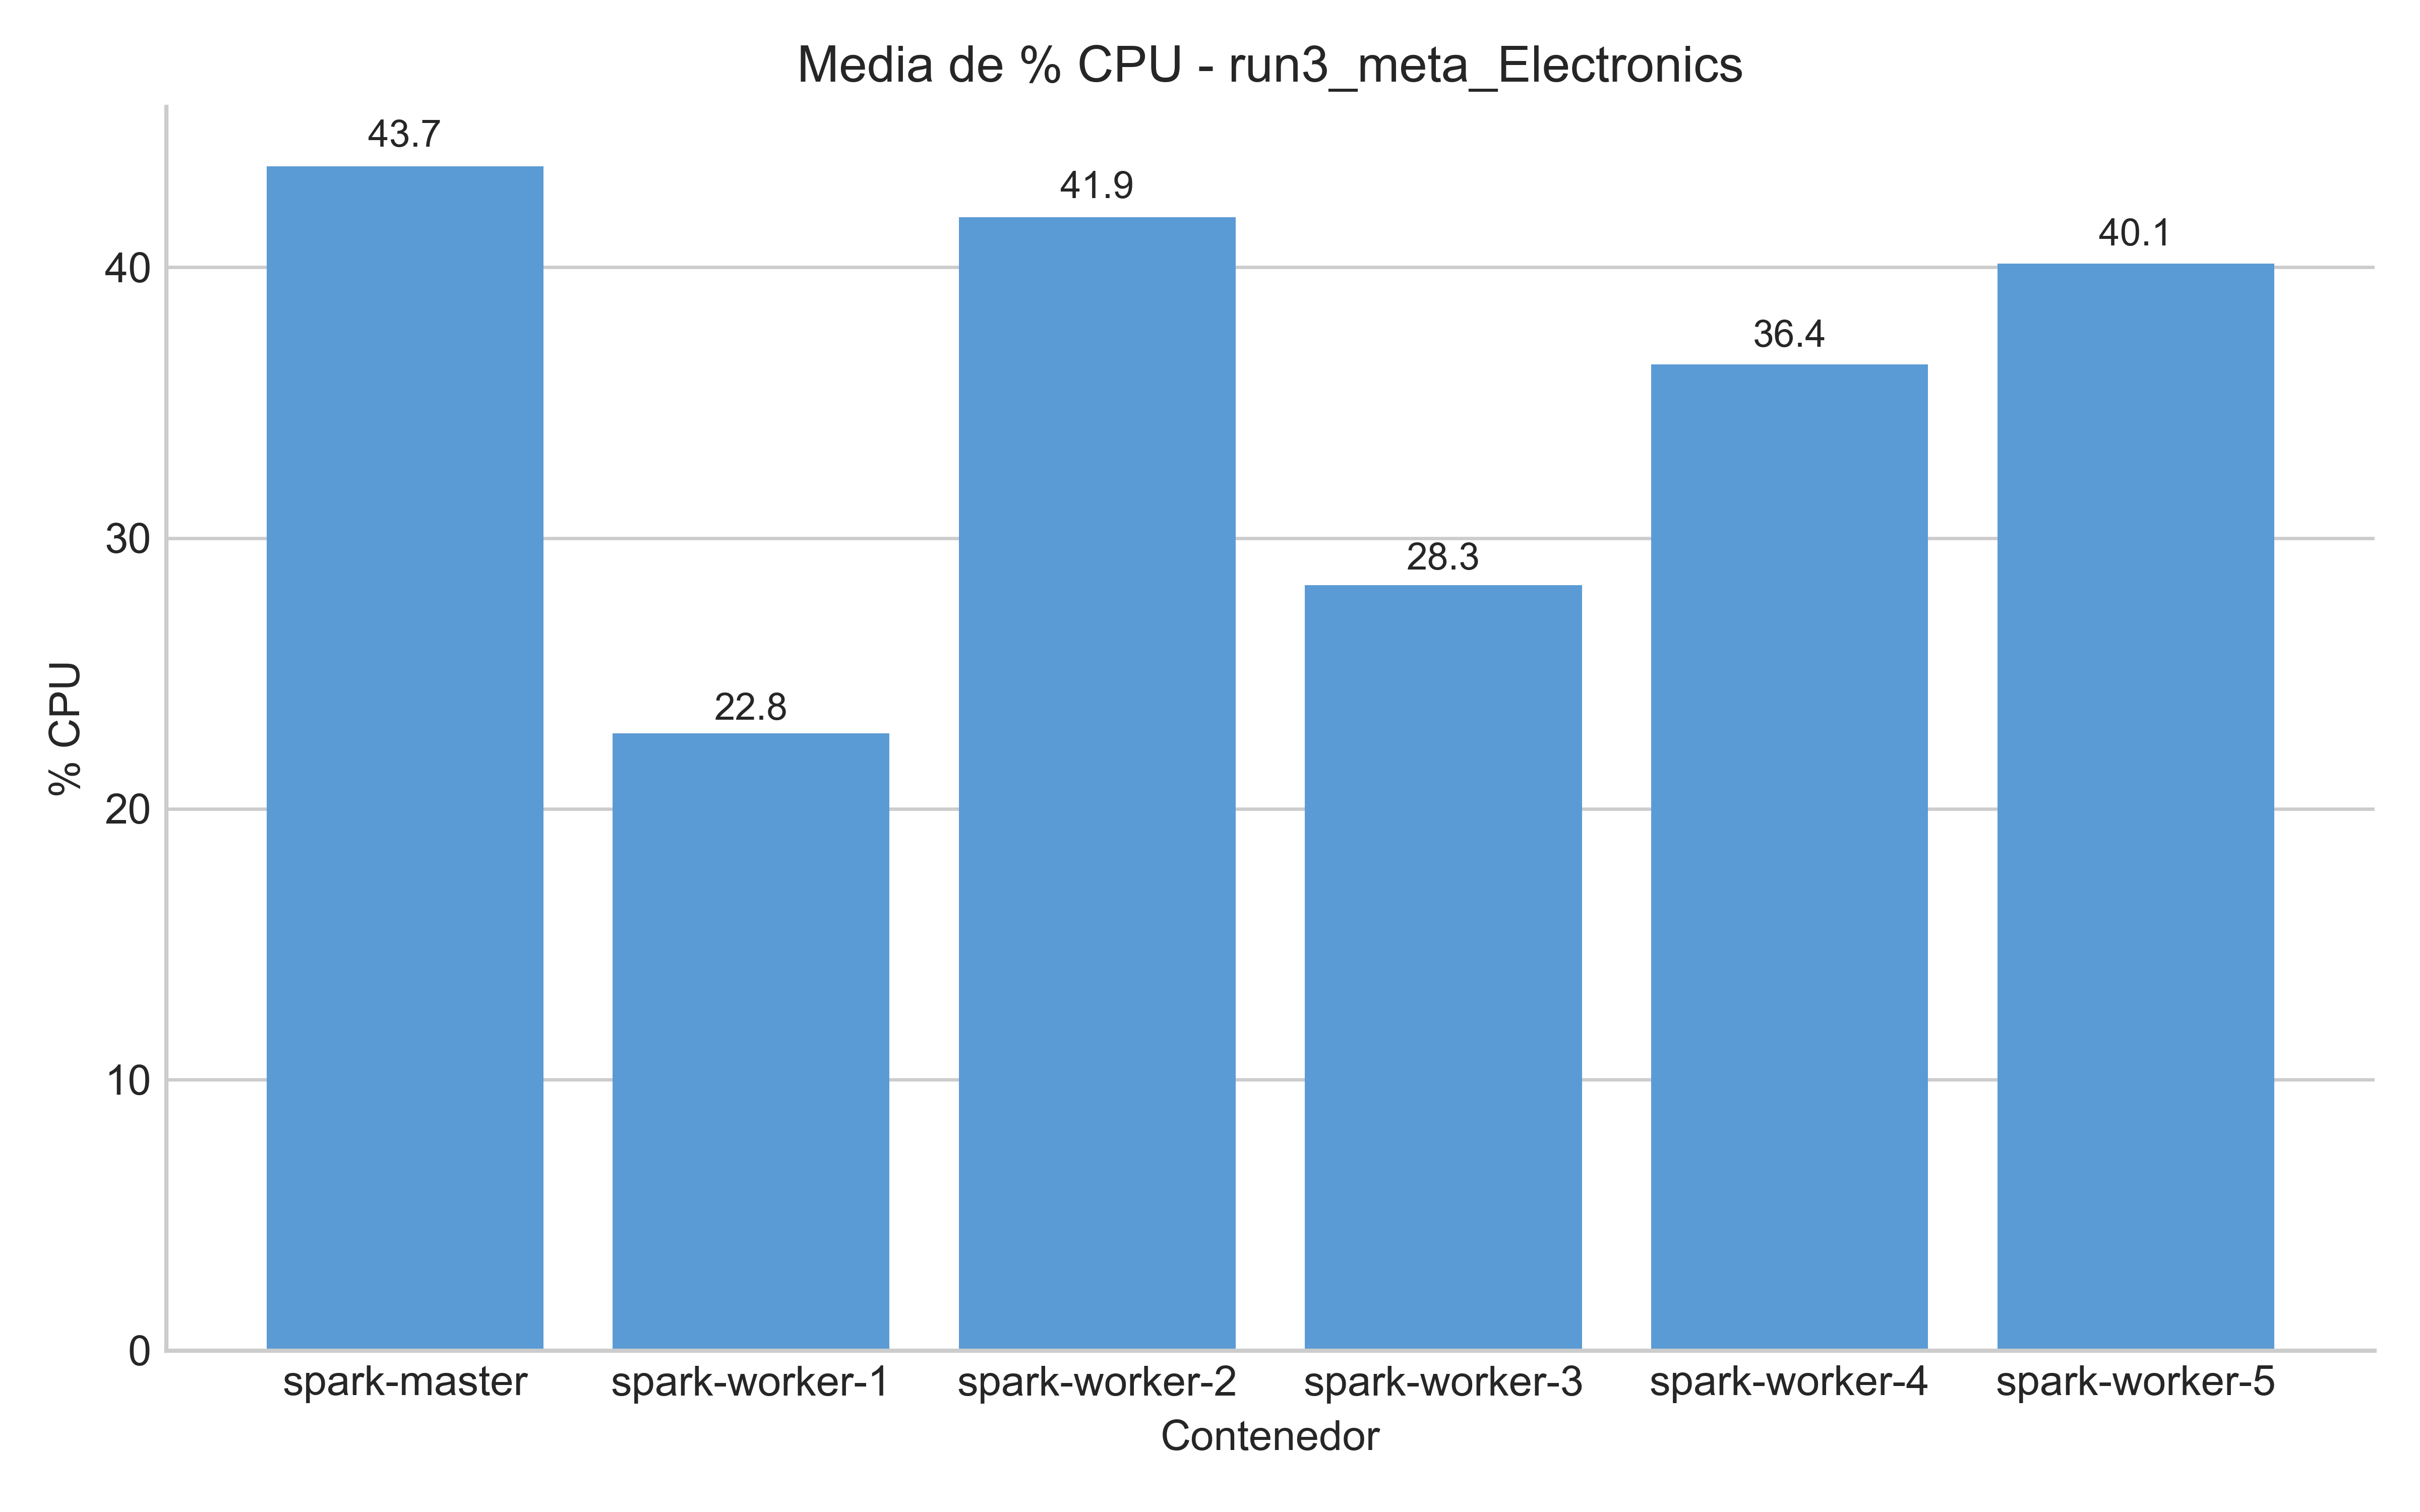 Media de % CPU - run3_meta_Electronics
43.7
22.8
41.9
28.3
36.4
40.1
% CPU
40
30
20
10
0
spark-master
spark-worker-1
spark-worker-2
spark-worker-3
spark-worker-4
spark-worker-5
Contenedor